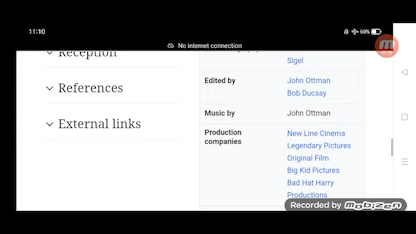 11:10
59%
No internet connection
Reception
References
External links
Sigel
Edited by
John Ottman
Bob Ducsay
Music by
John Ottman
Production
companies
New Line Cinema
Legendary Pictures
Original Film
Big Kid Pictures
Bad Hat Harry
Productions
Recorded by
Mobizen